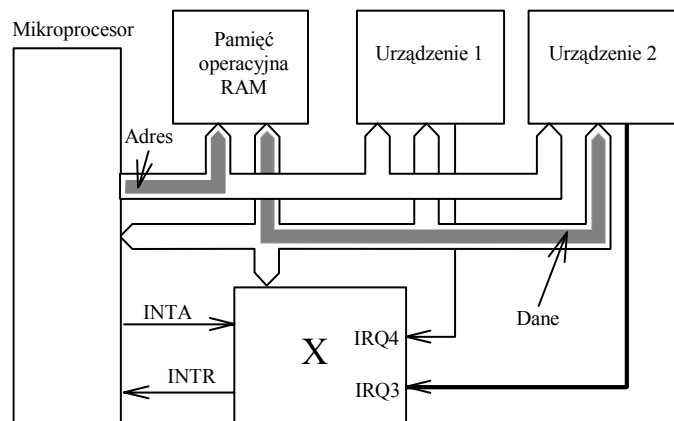 Mikroprocesor
Pamięć
operacyjna
RAM
Urządzenie 1
Urządzenie 2
Adres
Dane
INTA
INTR
X
IRQ4
IRQ3